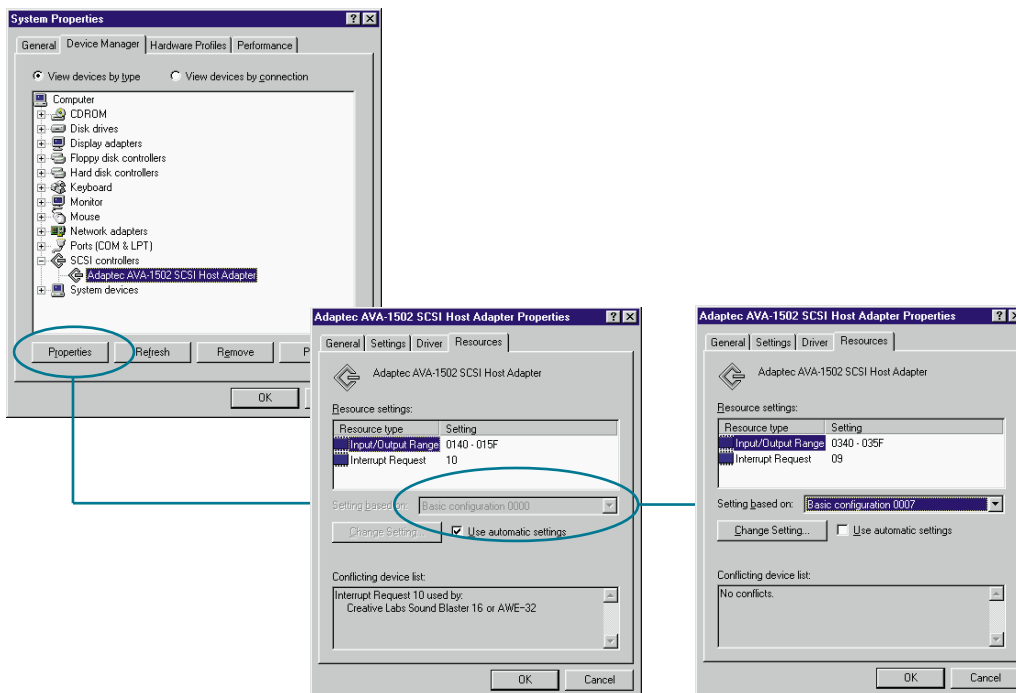 System Properties
General Device Manager Hardware Profiles Performance
View devices by type View devices by connection
Computer
CDROM
Disk drives
Display adapters
Floppy disk controllers
Hard disk controllers
Keyboard
Monitor
Mouse
Network adapters
Ports (COM & LPT)
SCSI controllers
Adaptec AVA-1502 SCSI Host Adapter
System devices
Properties Refresh Remove P
OK
Adaptec AVA-1502 SCSI Host Adapter Properties
General Settings Driver Resources
Adaptec AVA-1502 SCSI Host Adapter
Resource settings:
Resource type Setting
Input/Output Range 0140 - 015F
Interrupt Request 10
Setting based on: Basic configuration 0000
Change Setting... Use automatic settings
Conflicting device list:
Interrupt Request 10 used by:
Creative Labs Sound Blaster 16 or AWE-32
OK Cancel
Adaptec AVA-1502 SCSI Host Adapter Properties
General Settings Driver Resources
Adaptec AVA-1502 SCSI Host Adapter
Resource settings:
Resource type Setting
Input/Output Range 0340 - 035F
Interrupt Request 09
Setting based on: Basic configuration 0007
Change Setting... Use automatic settings
Conflicting device list:
No conflicts.
OK Cancel